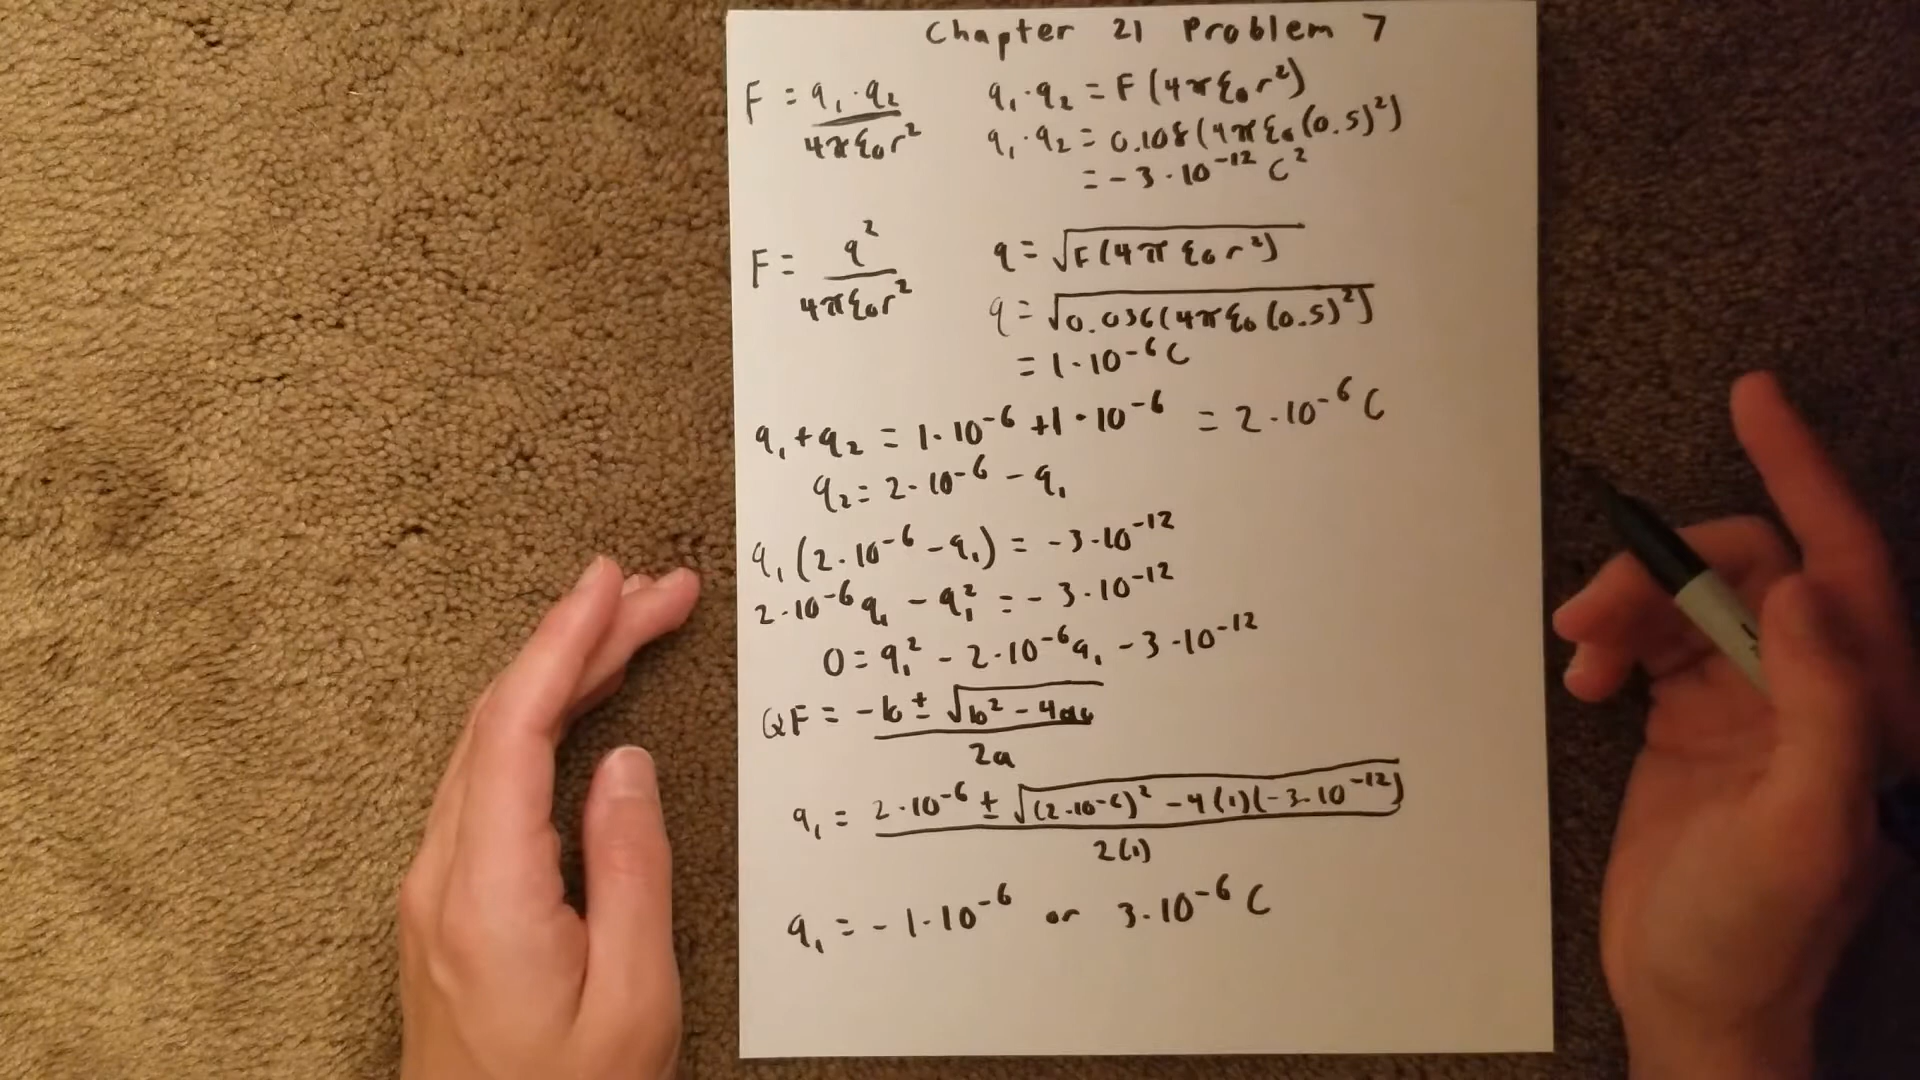 Chapter 21 Problem 7
F = q₁·q₂ / 4πε₀r²
q₁·q₂ = F(4πε₀r²)
q₁·q₂ = 0.108(4πε₀(0.5)²)
= -3·10⁻¹² C²
F = q² / 4πε₀r²
q = √F(4πε₀r²)
q = √0.036(4πε₀(0.5)²)
= 1·10⁻⁶ C
q₁ + q₂ = 1·10⁻⁶ + 1·10⁻⁶ = 2·10⁻⁶ C
q₂ = 2·10⁻⁶ - q₁
q₁(2·10⁻⁶ - q₁) = -3·10⁻¹²
2·10⁻⁶q₁ - q₁² = -3·10⁻¹²
0 = q₁² - 2·10⁻⁶q₁ - 3·10⁻¹²
QF = -b ± √b² - 4ac / 2a
q₁ = 2·10⁻⁶ ± √(2·10⁻⁶)² - 4(1)(-3·10⁻¹²) / 2(1)
q₁ = -1·10⁻⁶ or 3·10⁻⁶ C